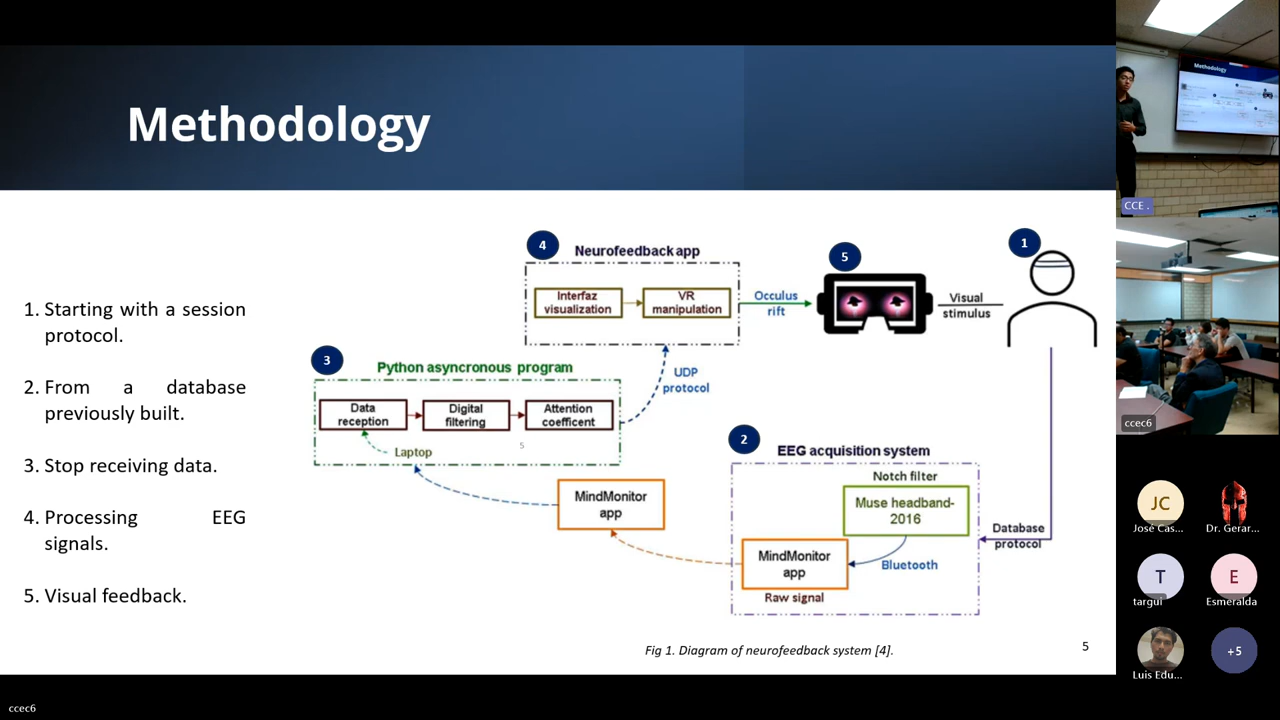 Methodology
1. Starting with a session
protocol.
2. From a database
previously built.
3. Stop receiving data.
4. Processing EEG
signals.
5. Visual feedback.
4
Neurofeedback app
Interfaz
visualization
VR
manipulation
Occulus
rift
5
Visual
stimulus
1
3
Python asyncronous program
Data
reception
Digital
filtering
Attention
coefficent
Laptop
5
UDP
protocol
MindMonitor
app
2
EEG acquisition system
Notch filter
Muse headband-
2016
MindMonitor
app
Bluetooth
Raw signal
Database
protocol
Fig 1. Diagram of neurofeedback system [4].
5
Methodology
CCE .
ccec6
JC
José Cas...
Dr. Gerar...
T
targui
E
Esmeralda
Luis Edu...
+5
ccec6